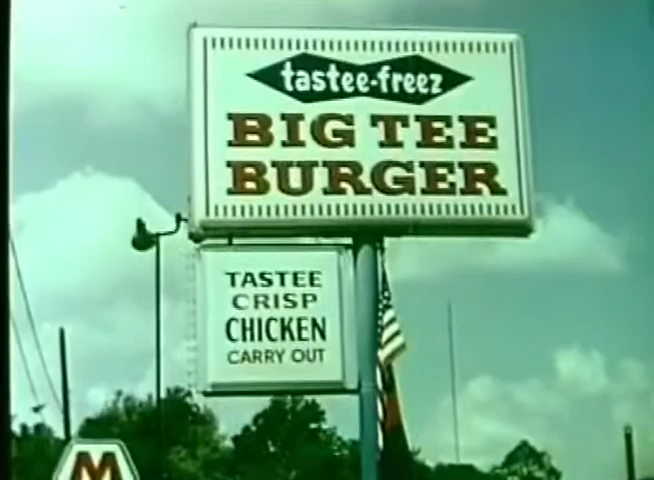 tastee-freez
BIG TEE
BURGER
TASTEE
CRISP
CHICKEN
CARRY OUT
M